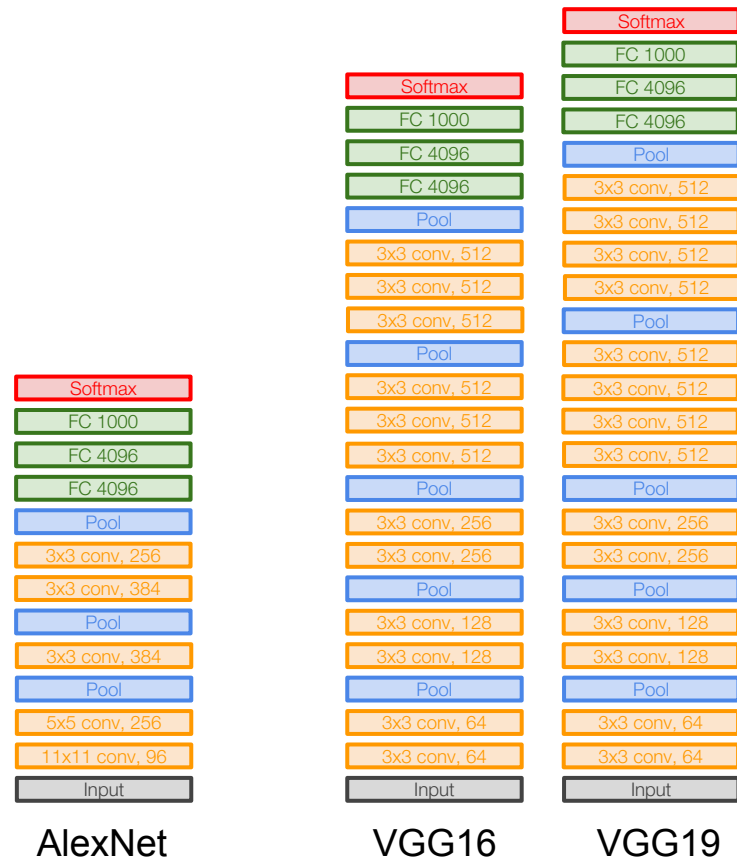 Softmax
FC 1000
FC 4096
FC 4096
Pool
3x3 conv, 256
3x3 conv, 384
Pool
3x3 conv, 384
Pool
5x5 conv, 256
11x11 conv, 96
Input
AlexNet
Softmax
FC 1000
FC 4096
FC 4096
Pool
3x3 conv, 512
3x3 conv, 512
3x3 conv, 512
Pool
3x3 conv, 512
3x3 conv, 512
3x3 conv, 512
Pool
3x3 conv, 256
3x3 conv, 256
Pool
3x3 conv, 128
3x3 conv, 128
Pool
3x3 conv, 64
3x3 conv, 64
Input
VGG16
Softmax
FC 1000
FC 4096
FC 4096
Pool
3x3 conv, 512
3x3 conv, 512
3x3 conv, 512
3x3 conv, 512
Pool
3x3 conv, 512
3x3 conv, 512
3x3 conv, 512
3x3 conv, 512
Pool
3x3 conv, 256
3x3 conv, 256
Pool
3x3 conv, 128
3x3 conv, 128
Pool
3x3 conv, 64
3x3 conv, 64
Input
VGG19